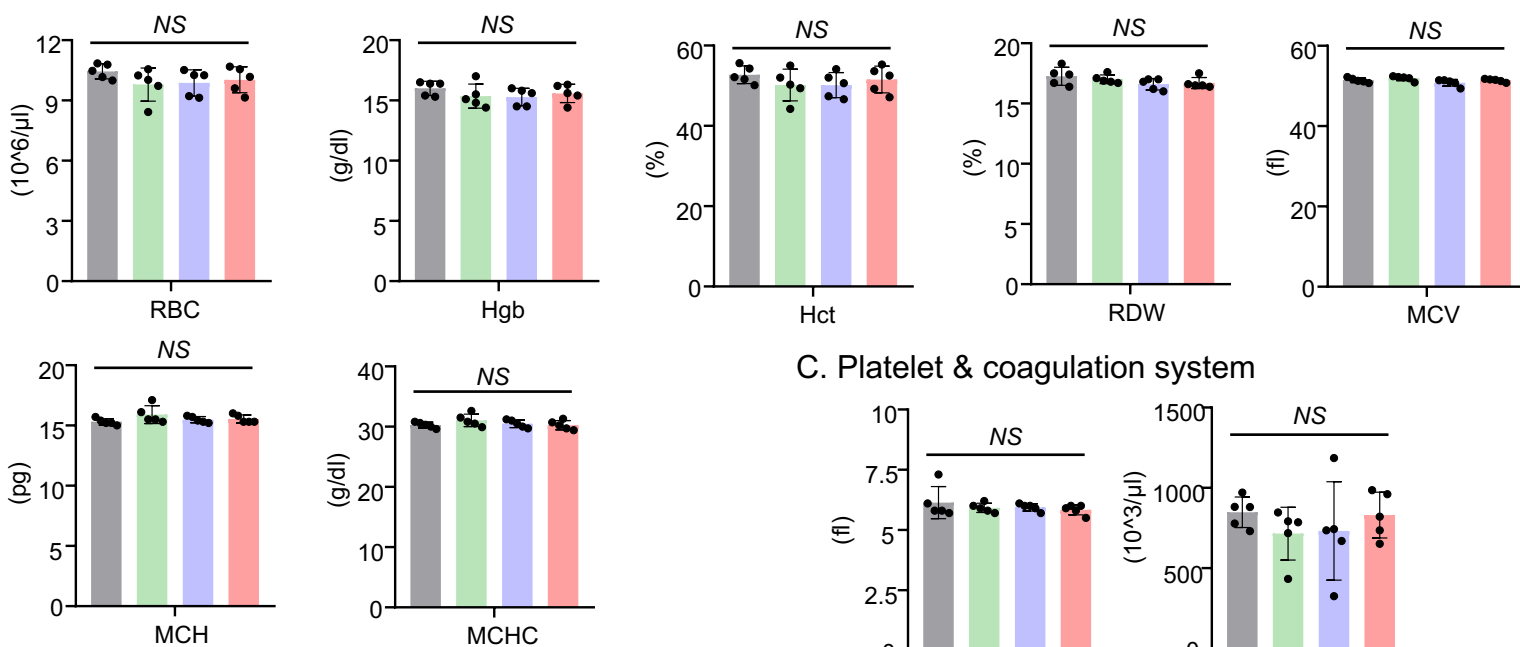 NS
12
9
6
3
0
(10^6/μl)
RBC
NS
20
15
10
5
0
(g/dl)
Hgb
NS
60
40
20
0
(%)
Hct
NS
20
15
10
5
0
(%)
RDW
NS
60
40
20
0
(fl)
MCV
NS
20
15
10
5
0
(pg)
MCH
NS
40
30
20
10
0
(g/dl)
MCHC
C. Platelet & coagulation system
NS
10
7.5
5
2.5
(fl)
NS
1500
1000
500
(10^3/μl)